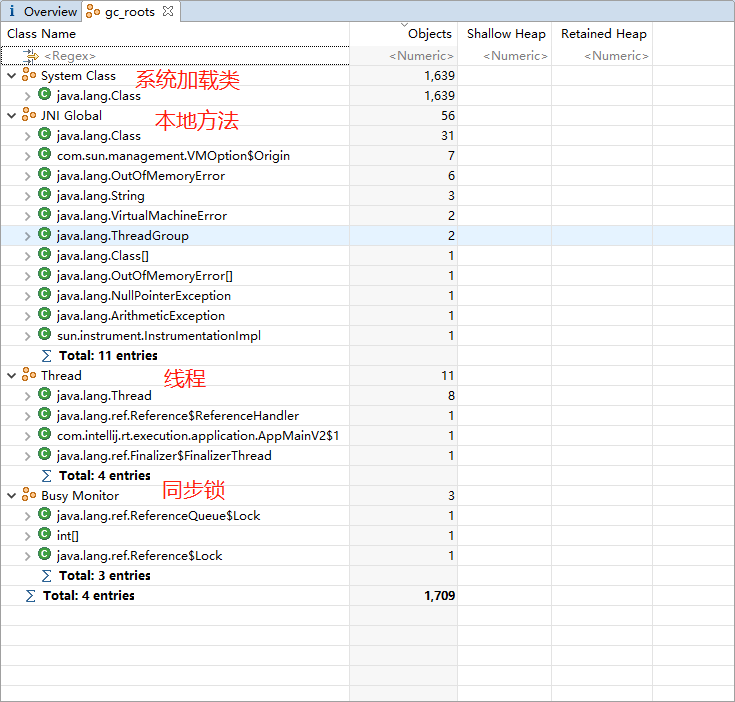 i Overview gc_roots
Class Name Objects Shallow Heap Retained Heap
<Regex> <Numeric> <Numeric> <Numeric>
System Class 系统加载类 1,639
java.lang.Class 1,639
JNI Global 本地方法 56
java.lang.Class 31
com.sun.management.VMOption$Origin 7
java.lang.OutOfMemoryError 6
java.lang.String 3
java.lang.VirtualMachineError 2
java.lang.ThreadGroup 2
java.lang.Class[] 1
java.lang.OutOfMemoryError[] 1
java.lang.NullPointerException 1
java.lang.ArithmeticException 1
sun.instrument.InstrumentationImpl 1
Σ Total: 11 entries
Thread 线程 11
java.lang.Thread 8
java.lang.ref.Reference$ReferenceHandler 1
com.intellij.rt.execution.application.AppMainV2$1 1
java.lang.ref.Finalizer$FinalizerThread 1
Σ Total: 4 entries
Busy Monitor 同步锁 3
java.lang.ref.ReferenceQueue$Lock 1
int[] 1
java.lang.ref.Reference$Lock 1
Σ Total: 3 entries
Σ Total: 4 entries 1,709